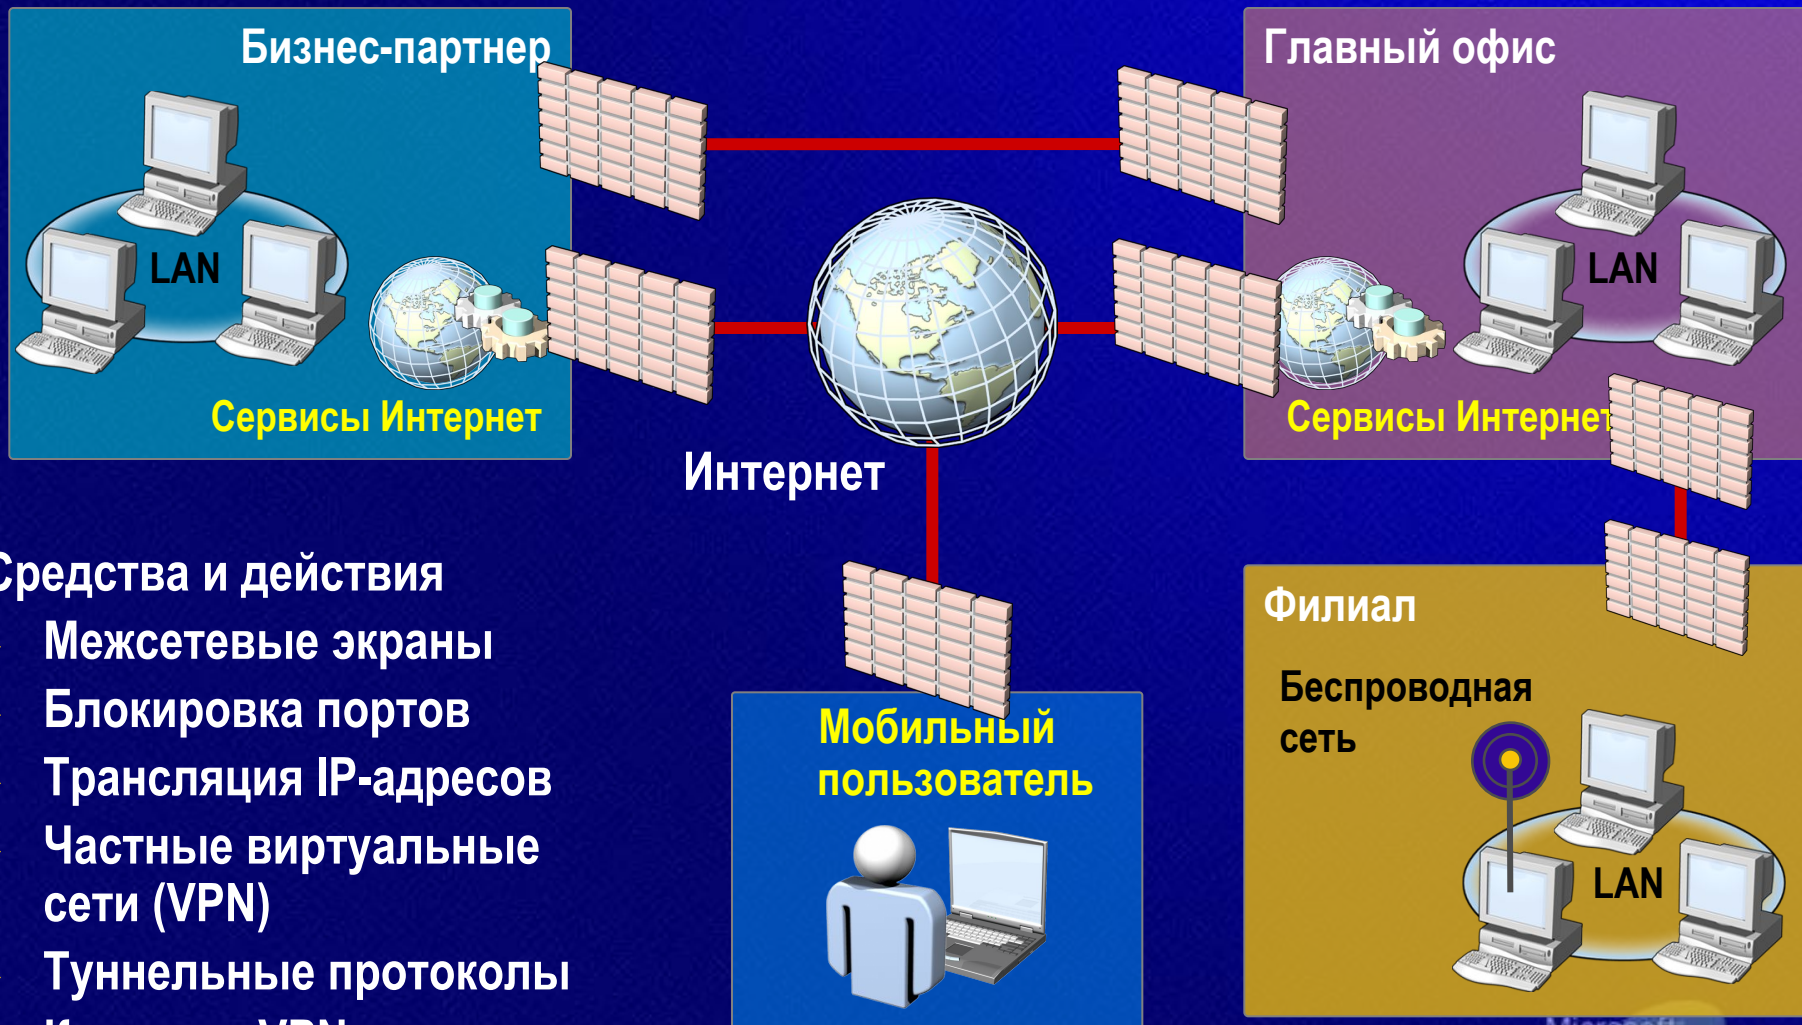 Бизнес-партнер
LAN
Сервисы Интернет
Главный офис
LAN
Сервисы Интернет
Интернет
Средства и действия
Межсетевые экраны
Блокировка портов
Трансляция IP-адресов
Частные виртуальные
сети (VPN)
Туннельные протоколы
VPN
Мобильный
пользователь
Филиал
Беспроводная
сеть
LAN